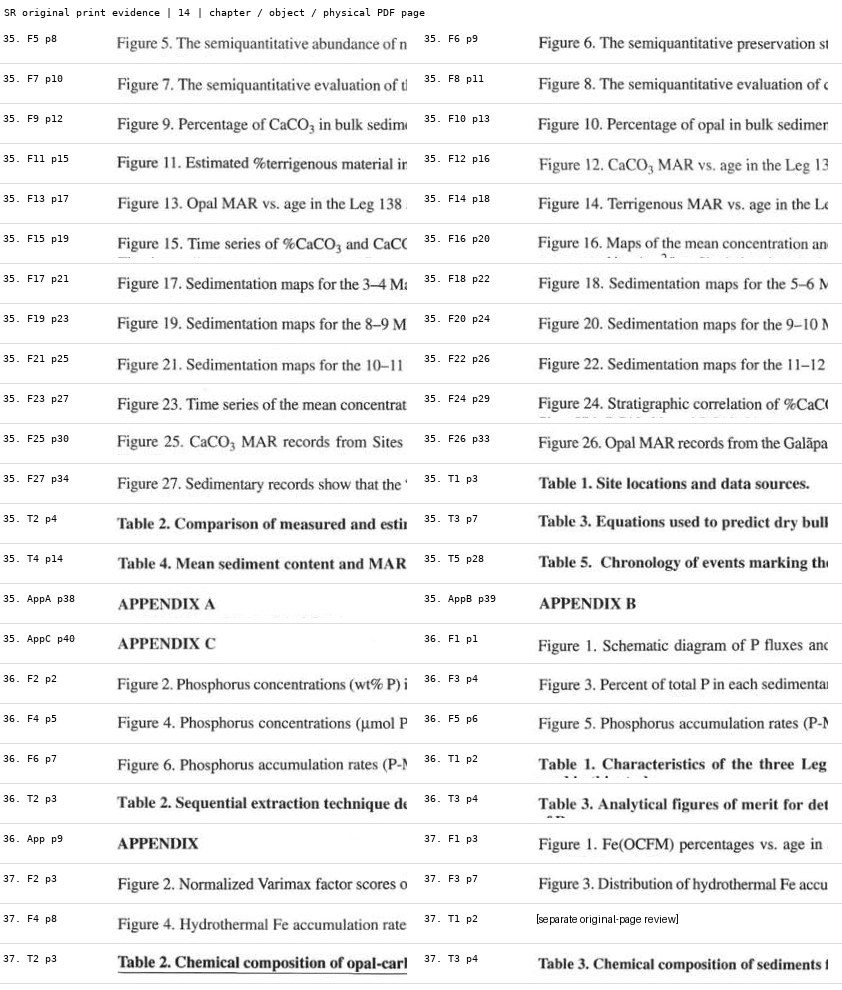 SR original print evidence | 14 | chapter / object / physical PDF page
35. F5 p8 Figure 5. The semiquantitative abundance of n
35. F6 p9 Figure 6. The semiquantitative preservation st
35. F7 p10 Figure 7. The semiquantitative evaluation of tl
35. F8 p11 Figure 8. The semiquantitative evaluation of c
35. F9 p12 Figure 9. Percentage of CaCO3 in bulk sedime
35. F10 p13 Figure 10. Percentage of opal in bulk sedimer
35. F11 p15 Figure 11. Estimated %terrigenous material in
35. F12 p16 Figure 12. CaCO3 MAR vs. age in the Leg 13
35. F13 p17 Figure 13. Opal MAR vs. age in the Leg 138
35. F14 p18 Figure 14. Terrigenous MAR vs. age in the Le
35. F15 p19 Figure 15. Time series of %CaCO3 and CaCC
35. F16 p20 Figure 16. Maps of the mean concentration an
35. F17 p21 Figure 17. Sedimentation maps for the 3–4 Ma
35. F18 p22 Figure 18. Sedimentation maps for the 5–6 M
35. F19 p23 Figure 19. Sedimentation maps for the 8–9 M
35. F20 p24 Figure 20. Sedimentation maps for the 9–10 M
35. F21 p25 Figure 21. Sedimentation maps for the 10–11
35. F22 p26 Figure 22. Sedimentation maps for the 11–12
35. F23 p27 Figure 23. Time series of the mean concentrat
35. F24 p29 Figure 24. Stratigraphic correlation of %CaC
35. F25 p30 Figure 25. CaCO3 MAR records from Sites
35. F26 p33 Figure 26. Opal MAR records from the Galāpa
35. F27 p34 Figure 27. Sedimentary records show that the '
35. T1 p3 Table 1. Site locations and data sources.
35. T2 p4 Table 2. Comparison of measured and estin
35. T3 p7 Table 3. Equations used to predict dry bull
35. T4 p14 Table 4. Mean sediment content and MAR
35. T5 p28 Table 5. Chronology of events marking the
35. AppA p38 APPENDIX A
35. AppB p39 APPENDIX B
35. AppC p40 APPENDIX C
36. F1 p1 Figure 1. Schematic diagram of P fluxes and
36. F2 p2 Figure 2. Phosphorus concentrations (wt% P) i
36. F3 p4 Figure 3. Percent of total P in each sedimenta
36. F4 p5 Figure 4. Phosphorus concentrations (μmol P
36. F5 p6 Figure 5. Phosphorus accumulation rates (P-M
36. F6 p7 Figure 6. Phosphorus accumulation rates (P-M
36. T1 p2 Table 1. Characteristics of the three Leg
36. T2 p3 Table 2. Sequential extraction technique de
36. T3 p4 Table 3. Analytical figures of merit for det
36. App p9 APPENDIX
37. F1 p3 Figure 1. Fe(OCFM) percentages vs. age in
37. F2 p3 Figure 2. Normalized Varimax factor scores o
37. F3 p7 Figure 3. Distribution of hydrothermal Fe accu
37. F4 p8 Figure 4. Hydrothermal Fe accumulation rate
37. T1 p2 [separate original-page review]
37. T2 p3 Table 2. Chemical composition of opal-carl
37. T3 p4 Table 3. Chemical composition of sediments f